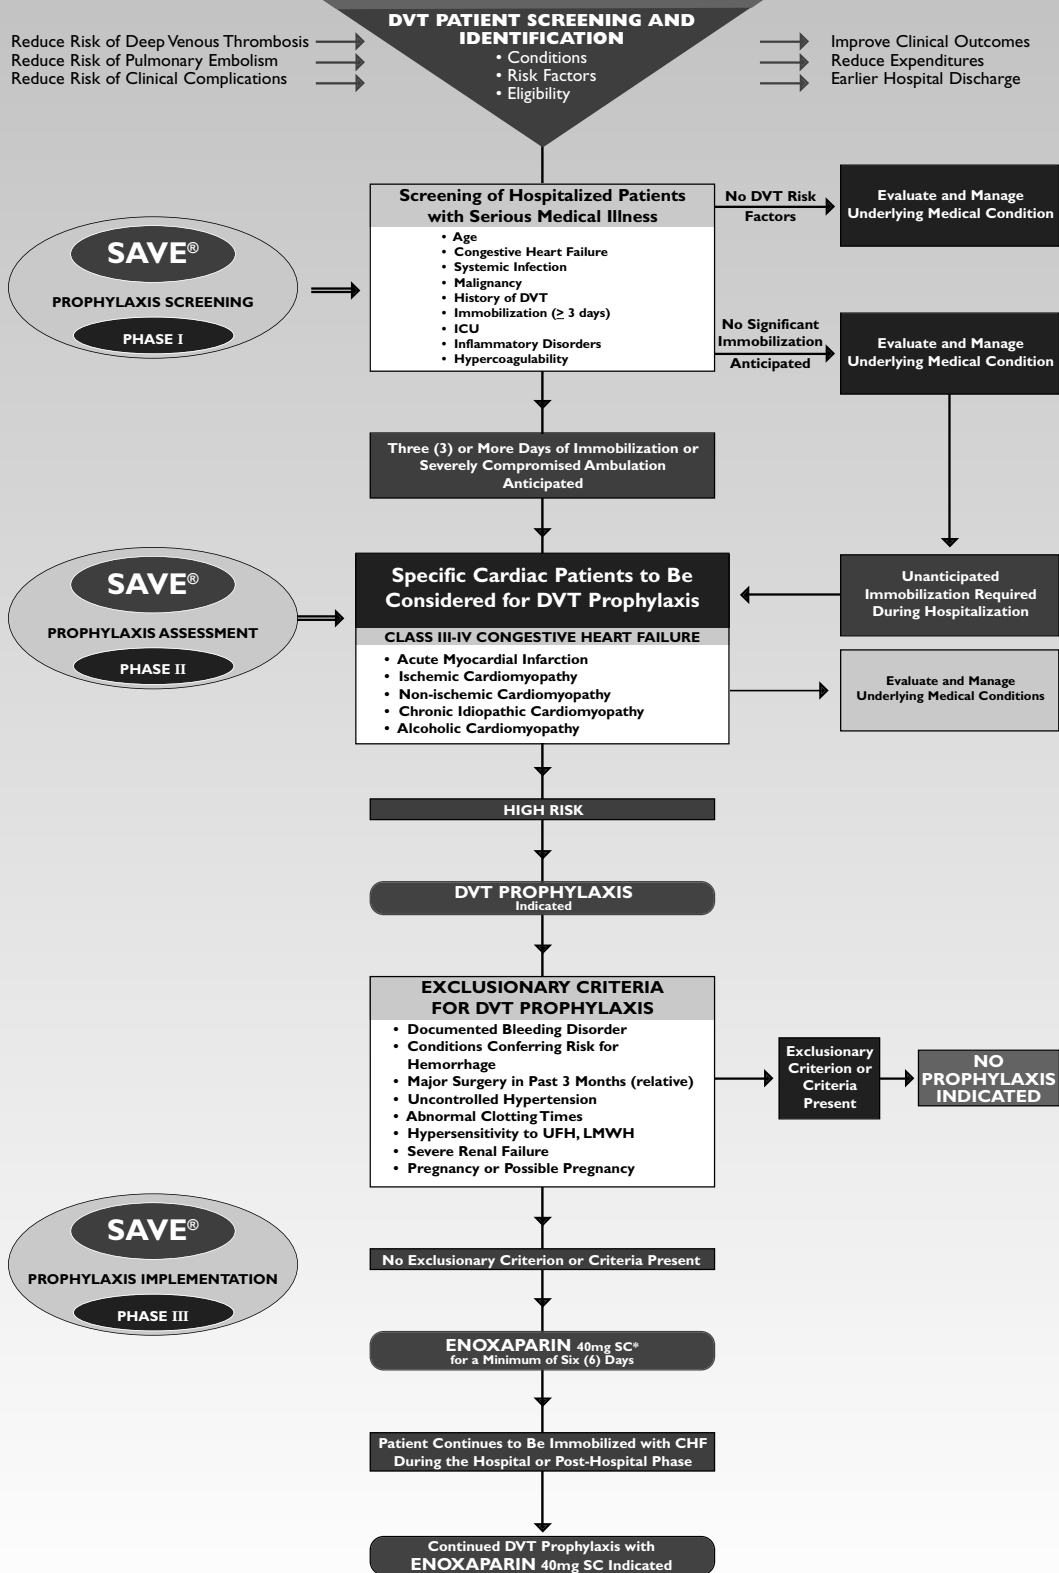 DVT PATIENT SCREENING AND
IDENTIFICATION
• Conditions
• Risk Factors
• Eligibility
Reduce Risk of Deep Venous Thrombosis
Reduce Risk of Pulmonary Embolism
Reduce Risk of Clinical Complications
Improve Clinical Outcomes
Reduce Expenditures
Earlier Hospital Discharge
SAVE®
PROPHYLAXIS SCREENING
PHASE I
Screening of Hospitalized Patients
with Serious Medical Illness
• Age
• Congestive Heart Failure
• Systemic Infection
• Malignancy
• History of DVT
• Immobilization (≥ 3 days)
• ICU
• Inflammatory Disorders
• Hypercoagulability
No DVT Risk
Factors
Evaluate and Manage
Underlying Medical Condition
No Significant
Immobilization
Anticipated
Evaluate and Manage
Underlying Medical Condition
Three (3) or More Days of Immobilization or
Severely Compromised Ambulation
Anticipated
SAVE®
PROPHYLAXIS ASSESSMENT
PHASE II
Specific Cardiac Patients to Be
Considered for DVT Prophylaxis
CLASS III-IV CONGESTIVE HEART FAILURE
• Acute Myocardial Infarction
• Ischemic Cardiomyopathy
• Non-ischemic Cardiomyopathy
• Chronic Idiopathic Cardiomyopathy
• Alcoholic Cardiomyopathy
Unanticipated
Immobilization Required
During Hospitalization
Evaluate and Manage
Underlying Medical Conditions
HIGH RISK
DVT PROPHYLAXIS
Indicated
EXCLUSIONARY CRITERIA
FOR DVT PROPHYLAXIS
• Documented Bleeding Disorder
• Conditions Conferring Risk for
Hemorrhage
• Major Surgery in Past 3 Months (relative)
• Uncontrolled Hypertension
• Abnormal Clotting Times
• Hypersensitivity to UFH, LMWH
• Severe Renal Failure
• Pregnancy or Possible Pregnancy
Exclusionary
Criterion or
Criteria
Present
NO
PROPHYLAXIS
INDICATED
SAVE®
PROPHYLAXIS IMPLEMENTATION
PHASE III
No Exclusionary Criterion or Criteria Present
ENOXAPARIN 40mg SC*
for a Minimum of Six (6) Days
Patient Continues to Be Immobilized with CHF
During the Hospital or Post-Hospital Phase
Continued DVT Prophylaxis with
ENOXAPARIN 40mg SC Indicated